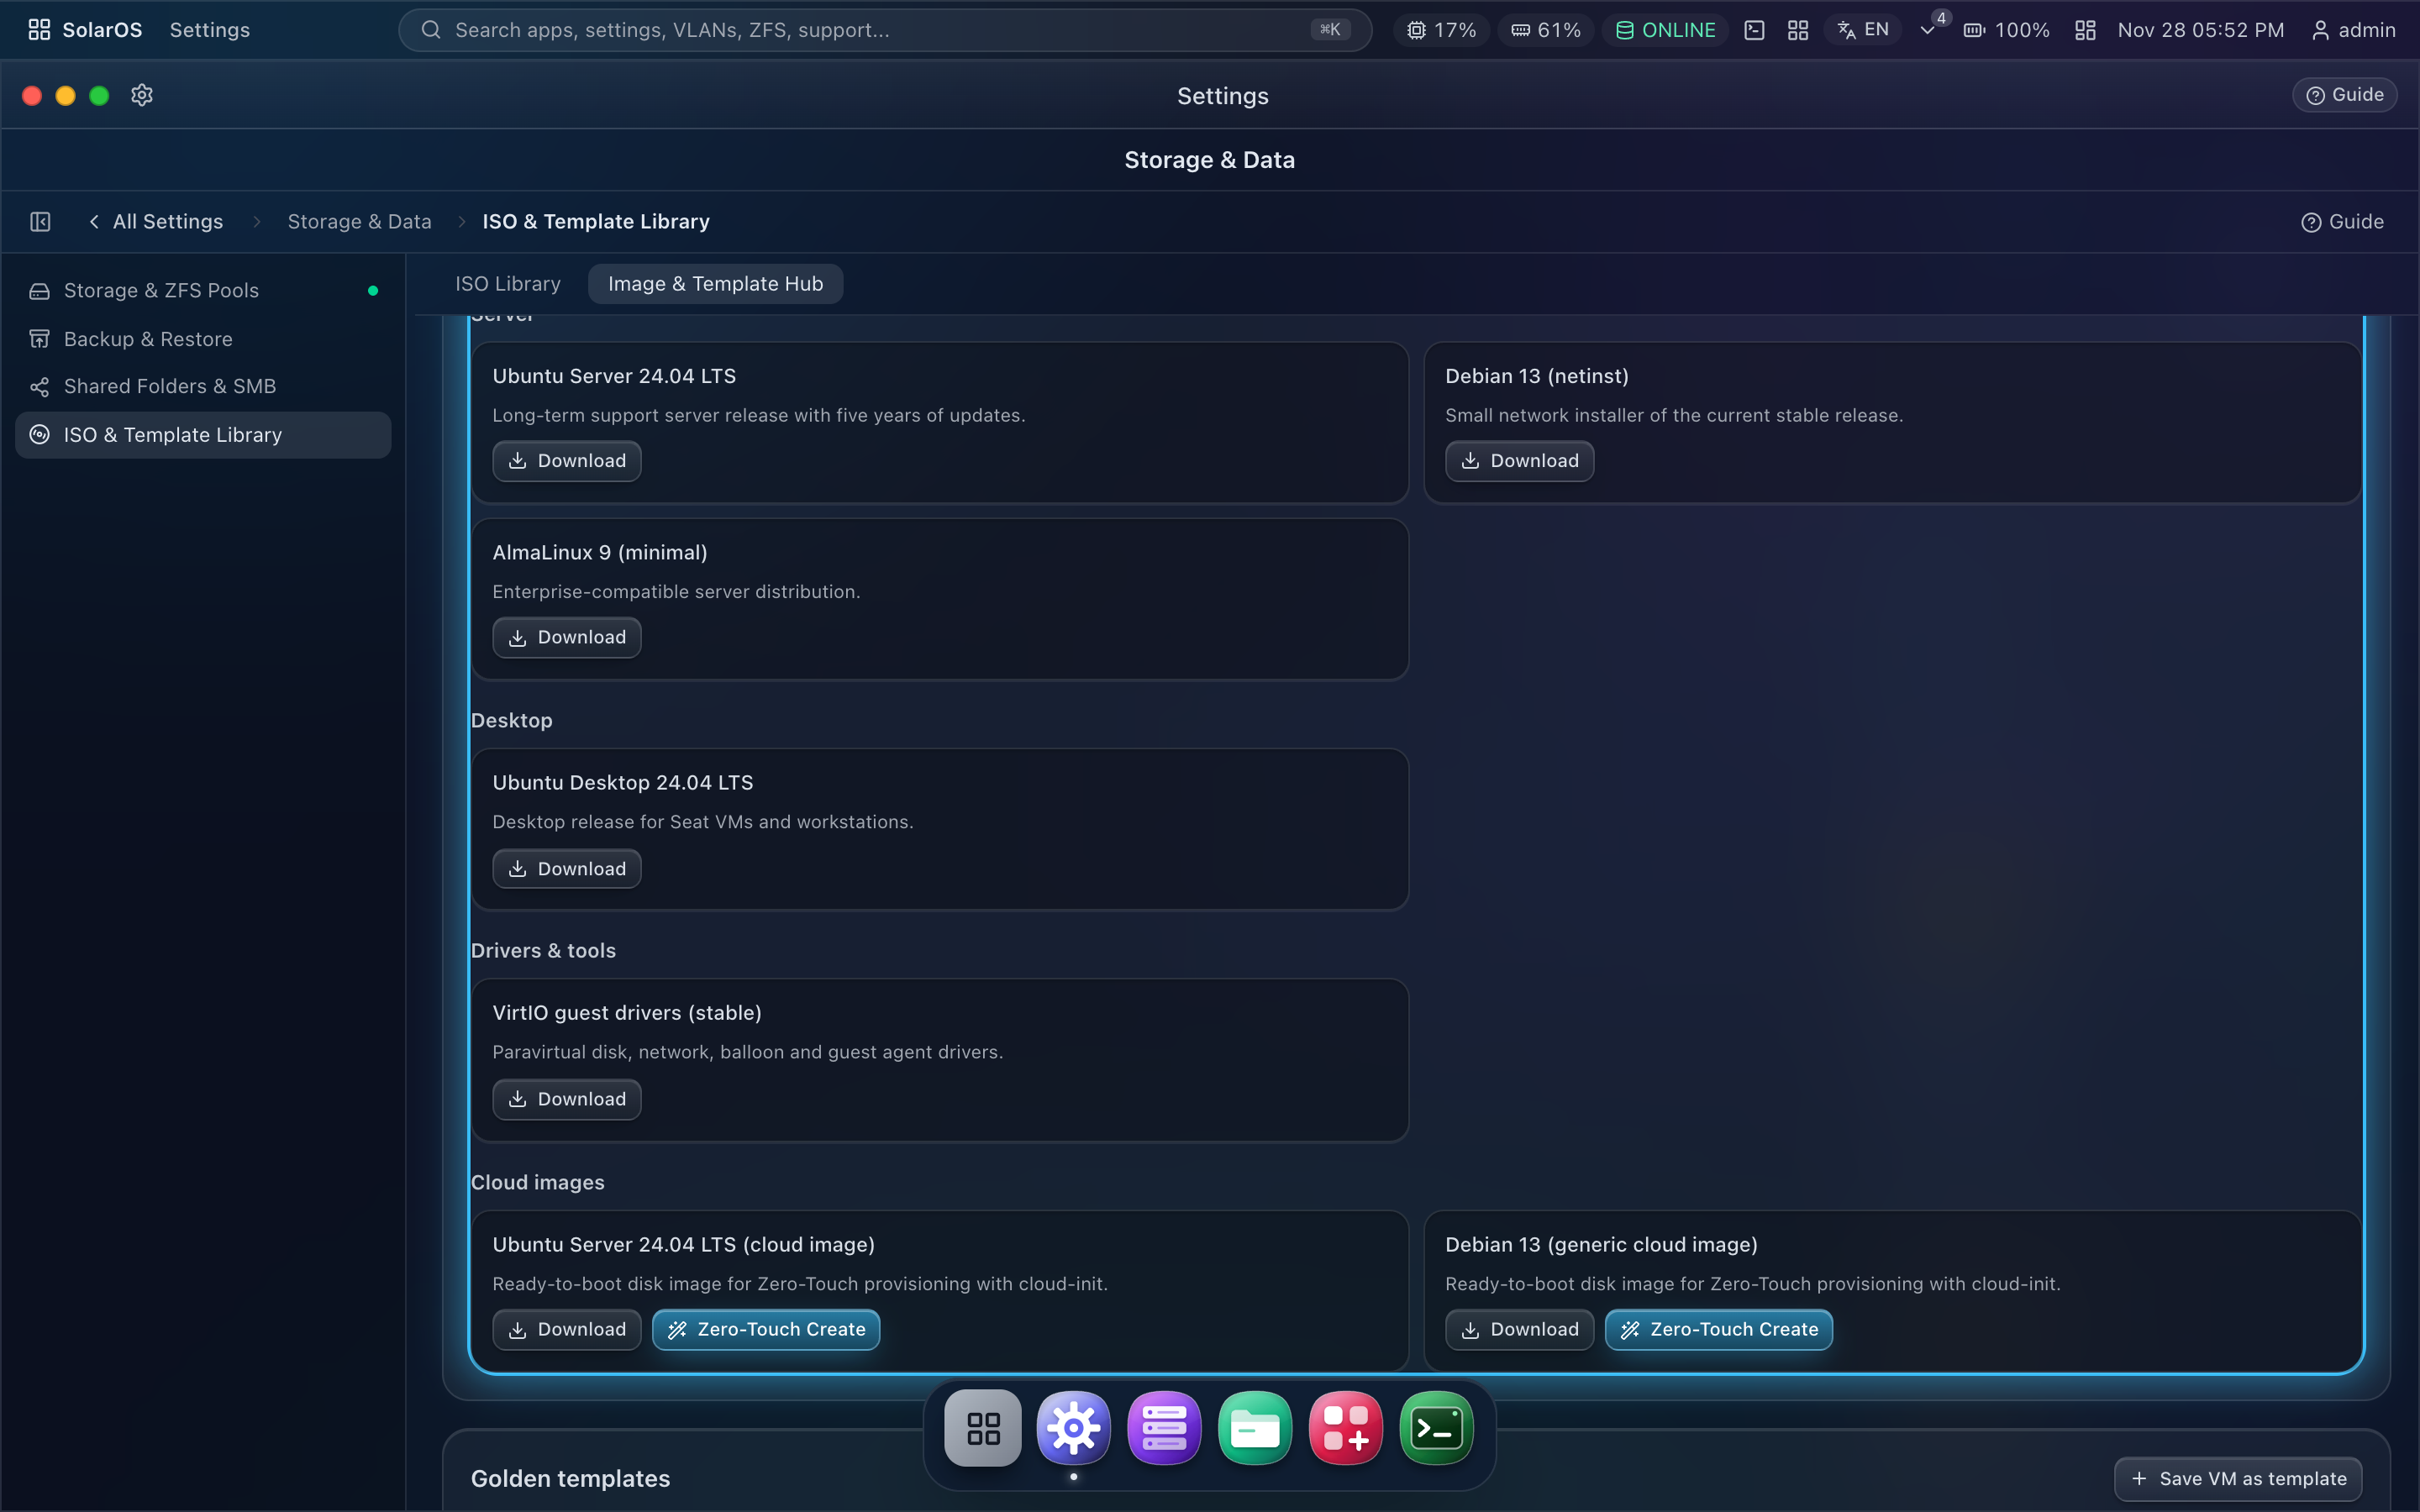 SolarOS Settings Search apps, settings, VLANs, ZFS, support... ⌘K 17% 61% ONLINE EN 4 100% Nov 28 05:52 PM admin
Settings Guide
Storage & Data
All Settings Storage & Data ISO & Template Library Guide
Storage & ZFS Pools
Backup & Restore
Shared Folders & SMB
ISO & Template Library
ISO Library Image & Template Hub
Server
Ubuntu Server 24.04 LTS
Long-term support server release with five years of updates.
Download
Debian 13 (netinst)
Small network installer of the current stable release.
Download
AlmaLinux 9 (minimal)
Enterprise-compatible server distribution.
Download
Desktop
Ubuntu Desktop 24.04 LTS
Desktop release for Seat VMs and workstations.
Download
Drivers & tools
VirtIO guest drivers (stable)
Paravirtual disk, network, balloon and guest agent drivers.
Download
Cloud images
Ubuntu Server 24.04 LTS (cloud image)
Ready-to-boot disk image for Zero-Touch provisioning with cloud-init.
Download Zero-Touch Create
Debian 13 (generic cloud image)
Ready-to-boot disk image for Zero-Touch provisioning with cloud-init.
Download Zero-Touch Create
Golden templates Save VM as template